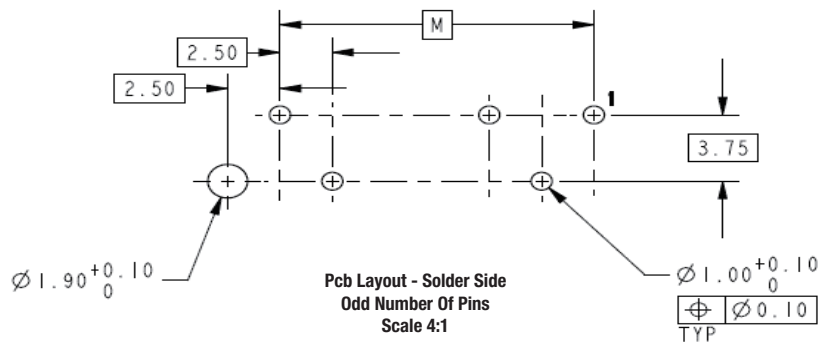 M
2.50
2.50
1
3.75
Ø1.90 +0.10
0
Pcb Layout - Solder Side
Odd Number Of Pins
Scale 4:1
Ø1.00 +0.10
0
⌖ Ø0.10
TYP